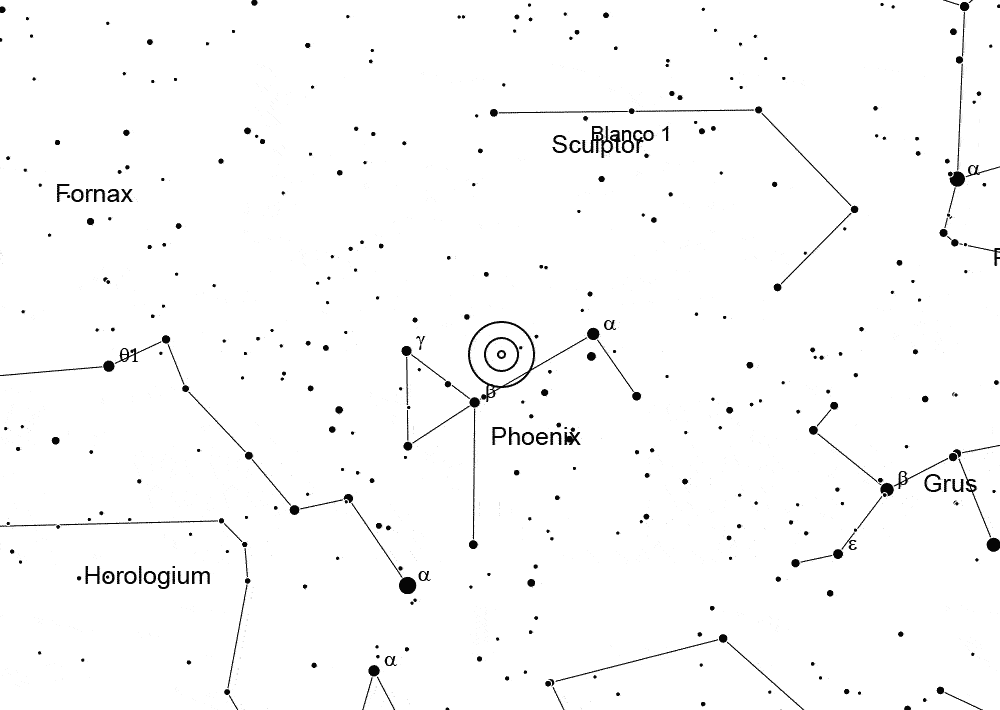 Blanco 1
Sculptor
α
Fornax
α
γ
θ1
β
Phoenix
β
Grus
ε
Horologium
α
α